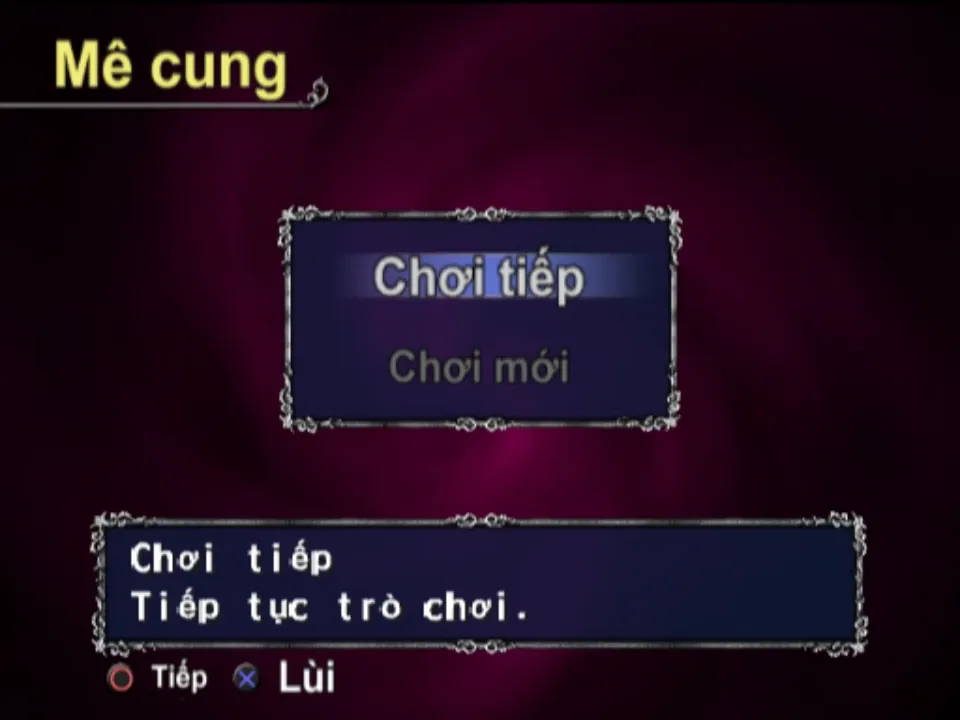 Mê cung
Chơi tiếp
Chơi mới
Chơi tiếp
Tiếp tục trò chơi.
Tiếp Lùi